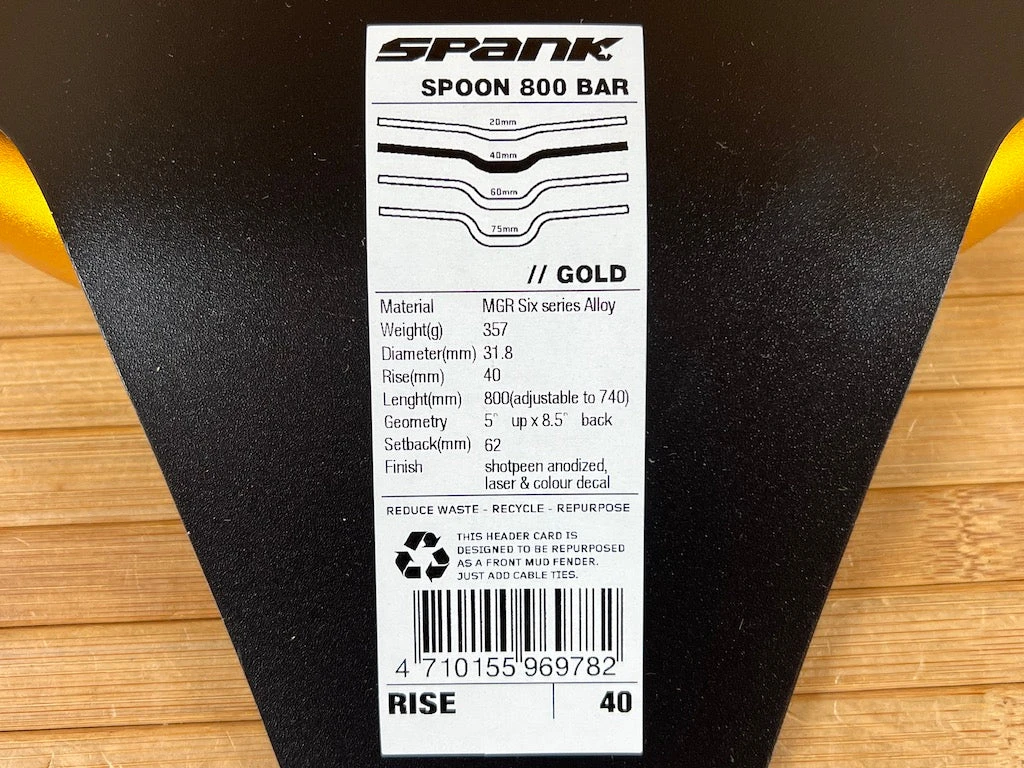 SPANK
SPOON 800 BAR
20mm
40mm
60mm
75mm
// GOLD
Material MGR Six series Alloy
Weight(g) 357
Diameter(mm) 31.8
Rise(mm) 40
Lenght(mm) 800(adjustable to 740)
Geometry 5° up x 8.5° back
Setback(mm) 62
Finish shotpeen anodized,
laser & colour decal
REDUCE WASTE - RECYCLE - REPURPOSE
THIS HEADER CARD IS
DESIGNED TO BE REPURPOSED
AS A FRONT MUD FENDER.
JUST ADD CABLE TIES.
4 710155 969782
RISE 40